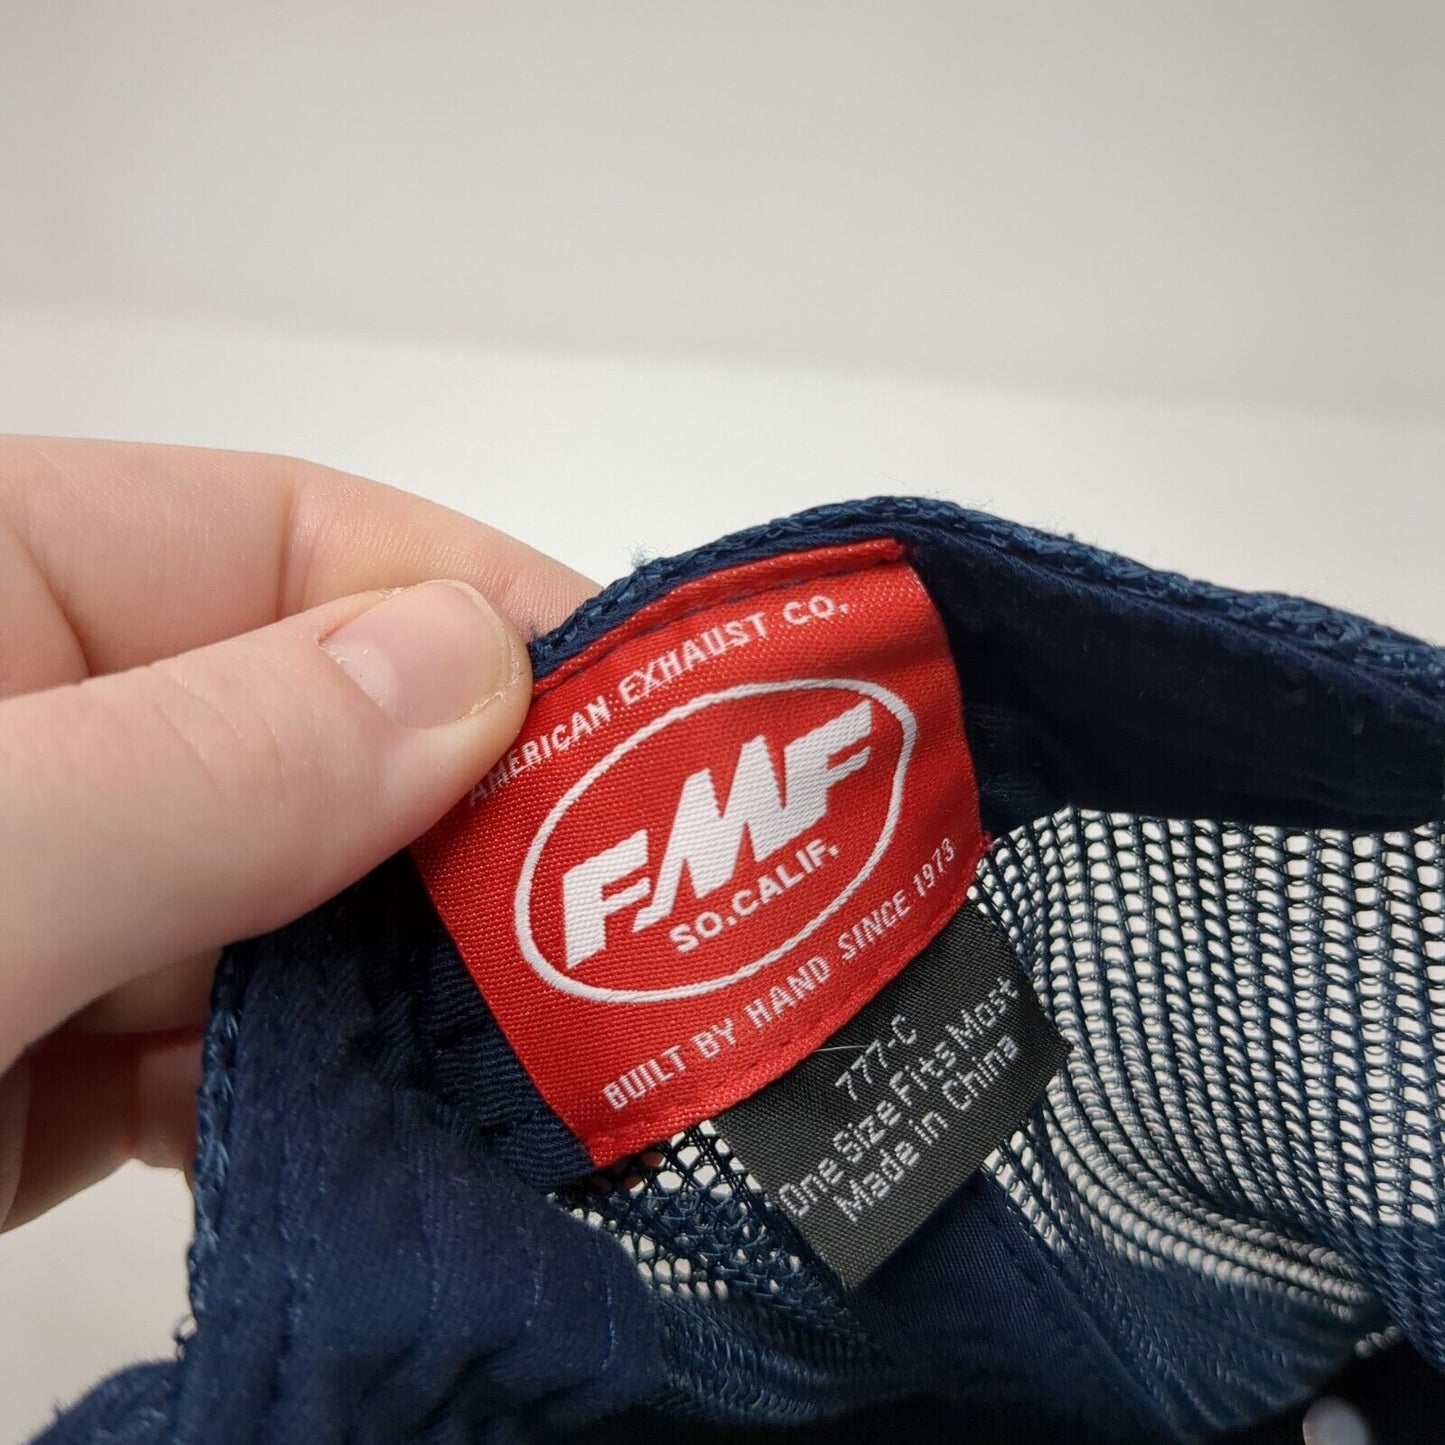 AMERICAN EXHAUST CO.
FMF
SO.CALIF.
BUILT BY HAND SINCE 1973
777-C
One Size Fits Most
Made in China